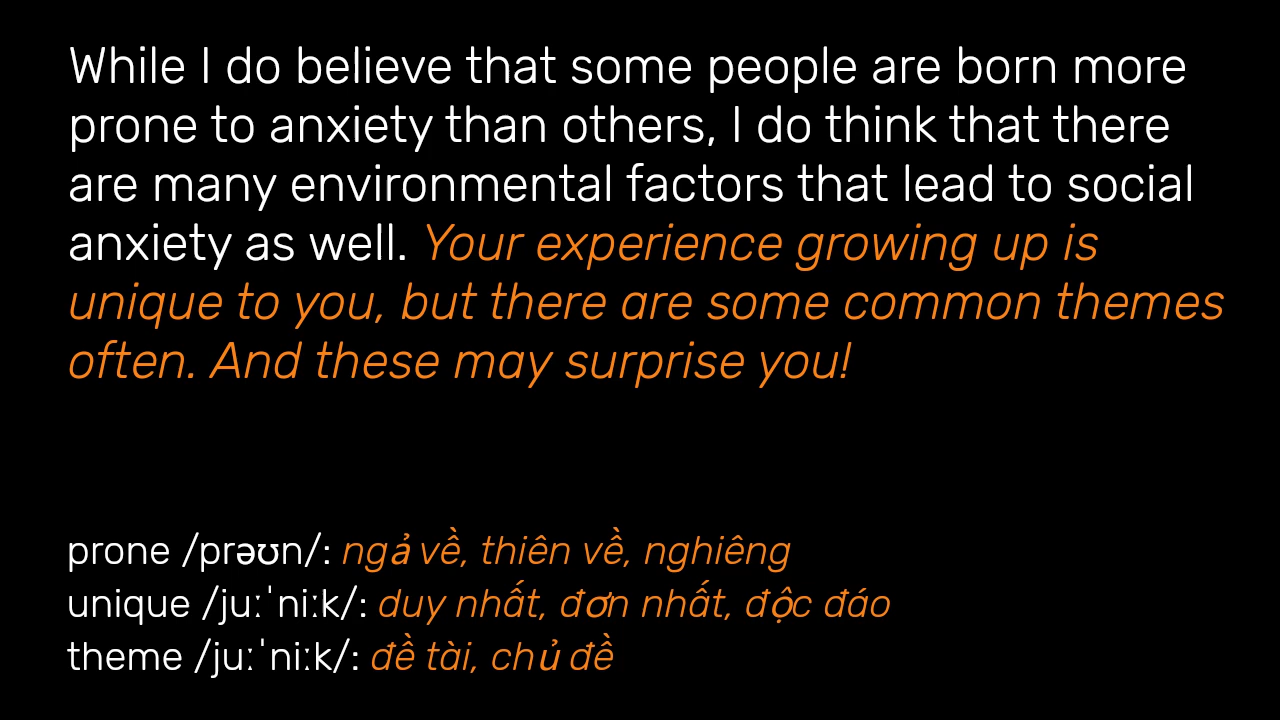 While I do believe that some people are born more
prone to anxiety than others, I do think that there
are many environmental factors that lead to social
anxiety as well. Your experience growing up is
unique to you, but there are some common themes
often. And these may surprise you!
prone /prəʊn/: ngả về, thiên về, nghiêng
unique /juːˈniːk/: duy nhất, đơn nhất, độc đáo
theme /juːˈniːk/: đề tài, chủ đề